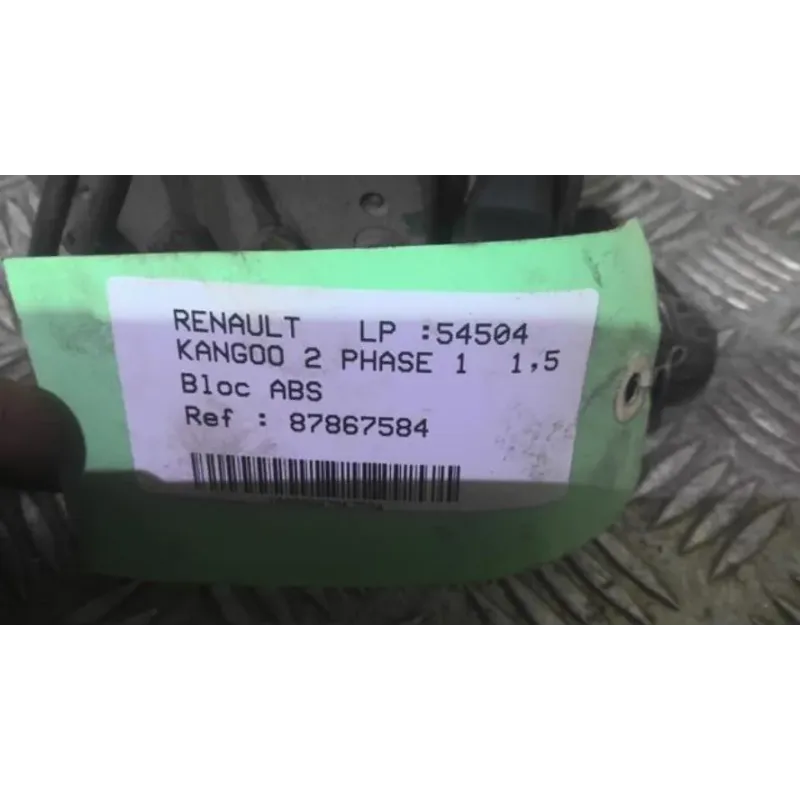 RENAULT LP :54504
KANGOO 2 PHASE 1 1,5
Bloc ABS
Ref : 87867584